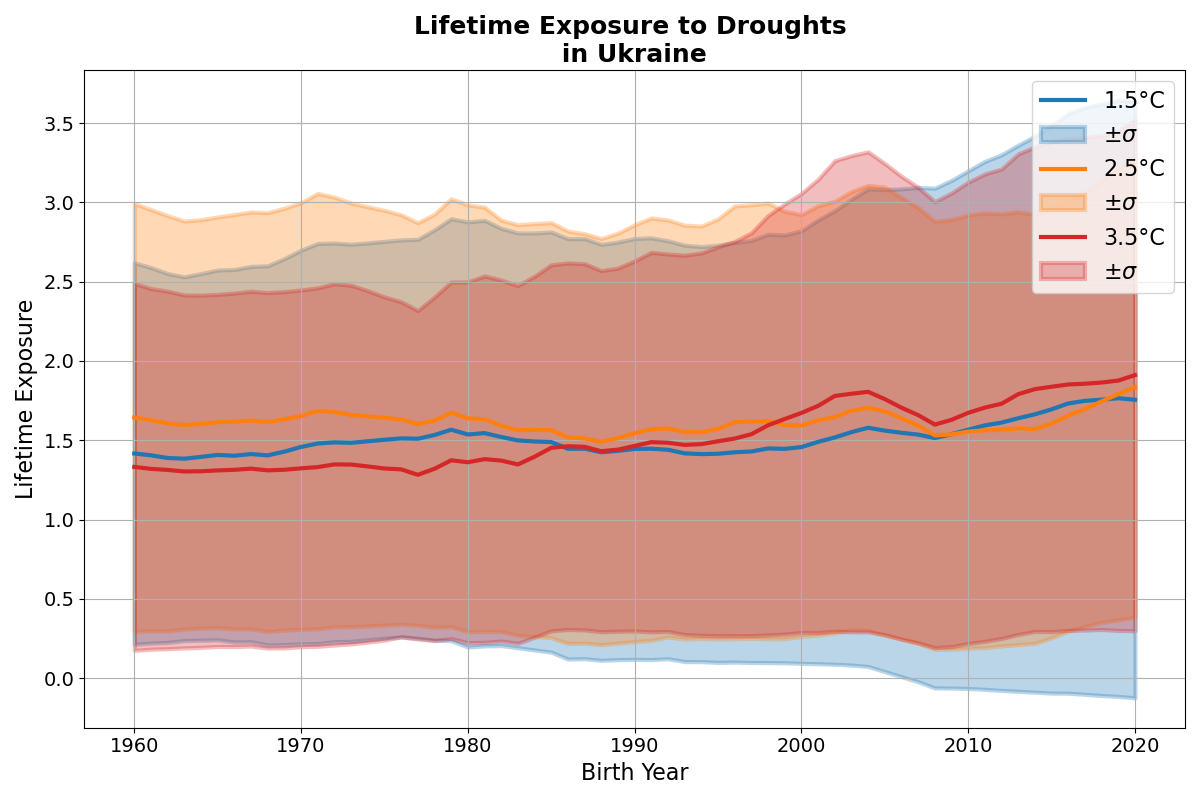 Lifetime Exposure to Droughts
in Ukraine
1.5°C
±σ
2.5°C
±σ
3.5°C
±σ
3.5
3.0
2.5
2.0
1.5
1.0
0.5
0.0
Lifetime Exposure
1960 1970 1980 1990 2000 2010 2020
Birth Year